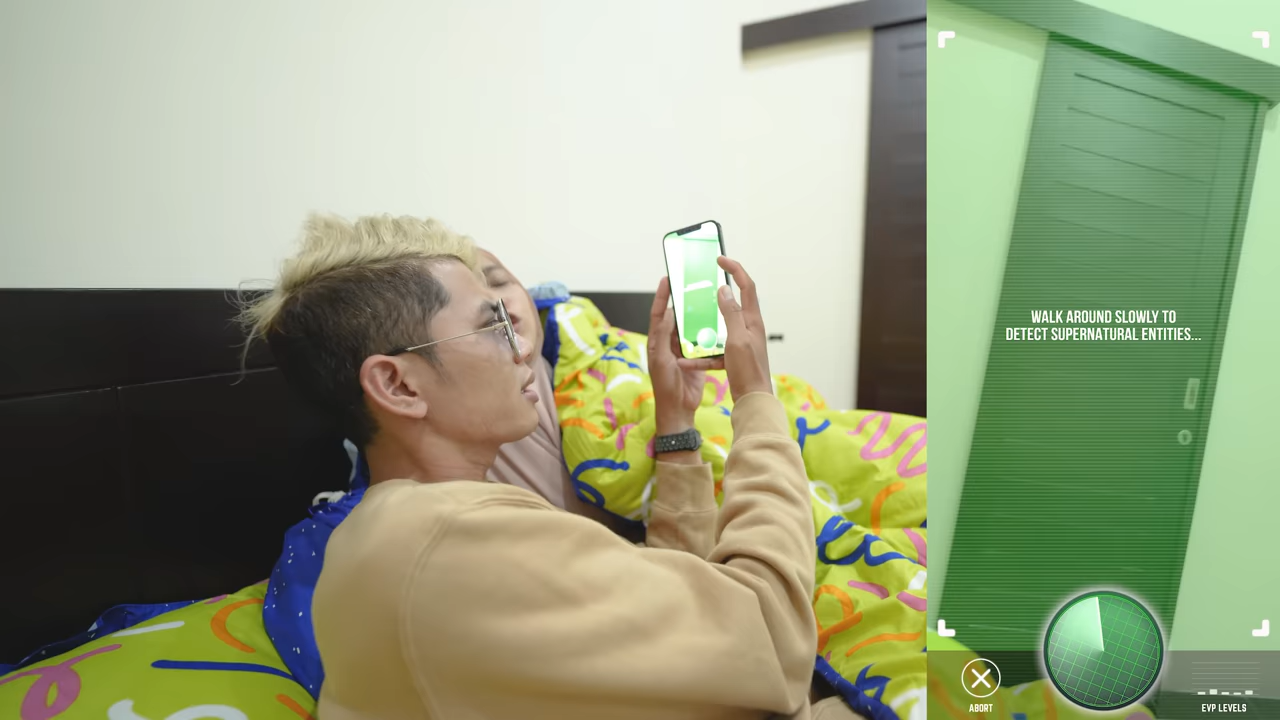 WALK AROUND SLOWLY TO
DETECT SUPERNATURAL ENTITIES...
ABORT
EVP LEVELS